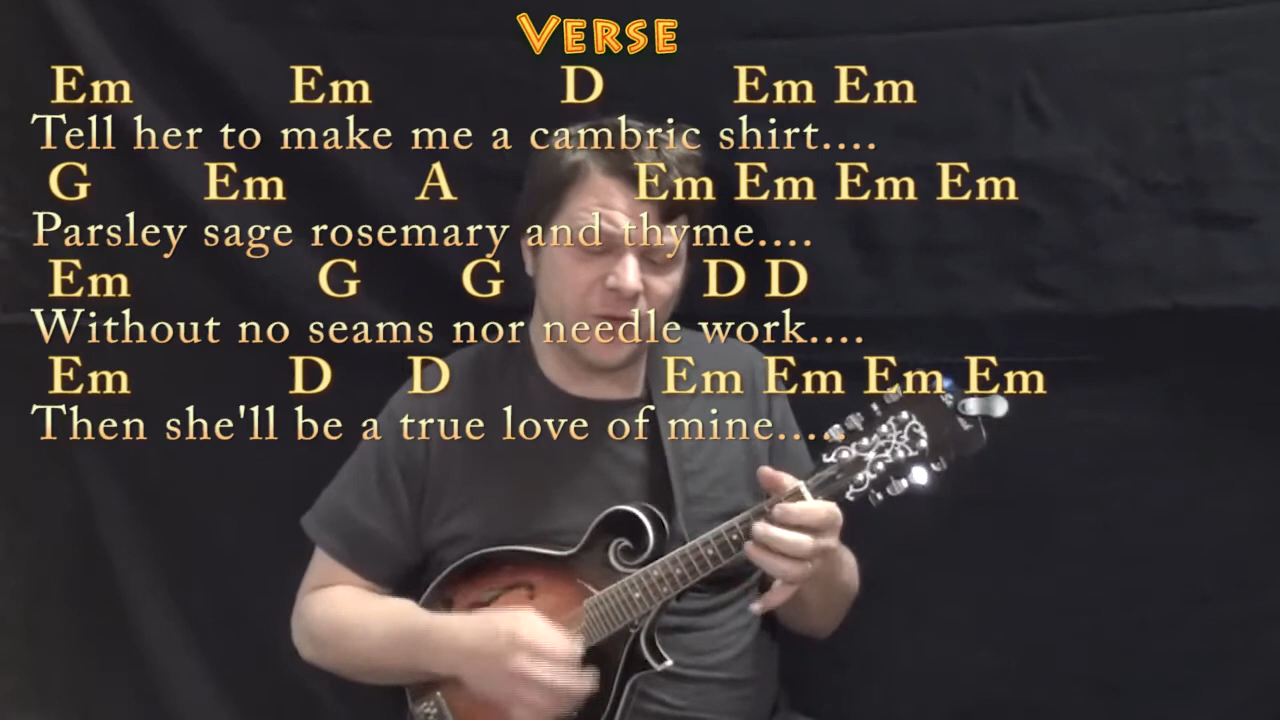 VERSE
Em Em D Em Em
Tell her to make me a cambric shirt....
G Em A Em Em Em Em
Parsley sage rosemary and thyme....
Em G G D D
Without no seams nor needle work....
Em D D Em Em Em Em
Then she'll be a true love of mine.....